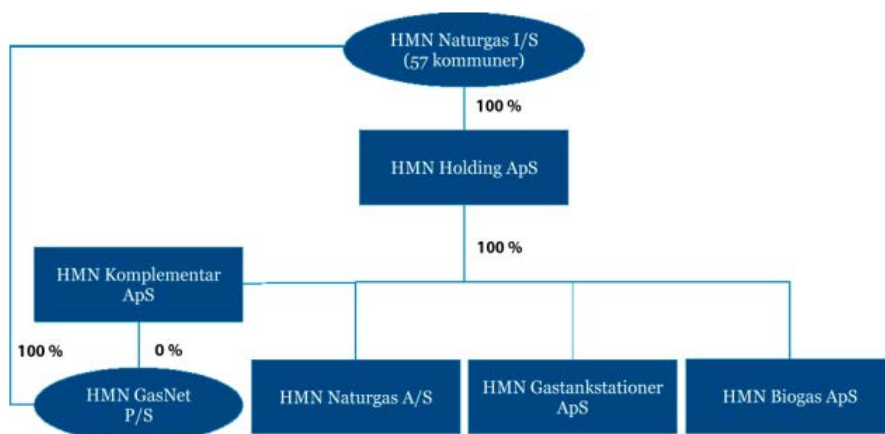 HMN Naturgas I/S
(57 kommuner)
100 %
HMN Holding ApS
100 %
HMN Komplementar
ApS
100 %
0 %
HMN GasNet
P/S
HMN Naturgas A/S
HMN Gastankstationer
ApS
HMN Biogas ApS